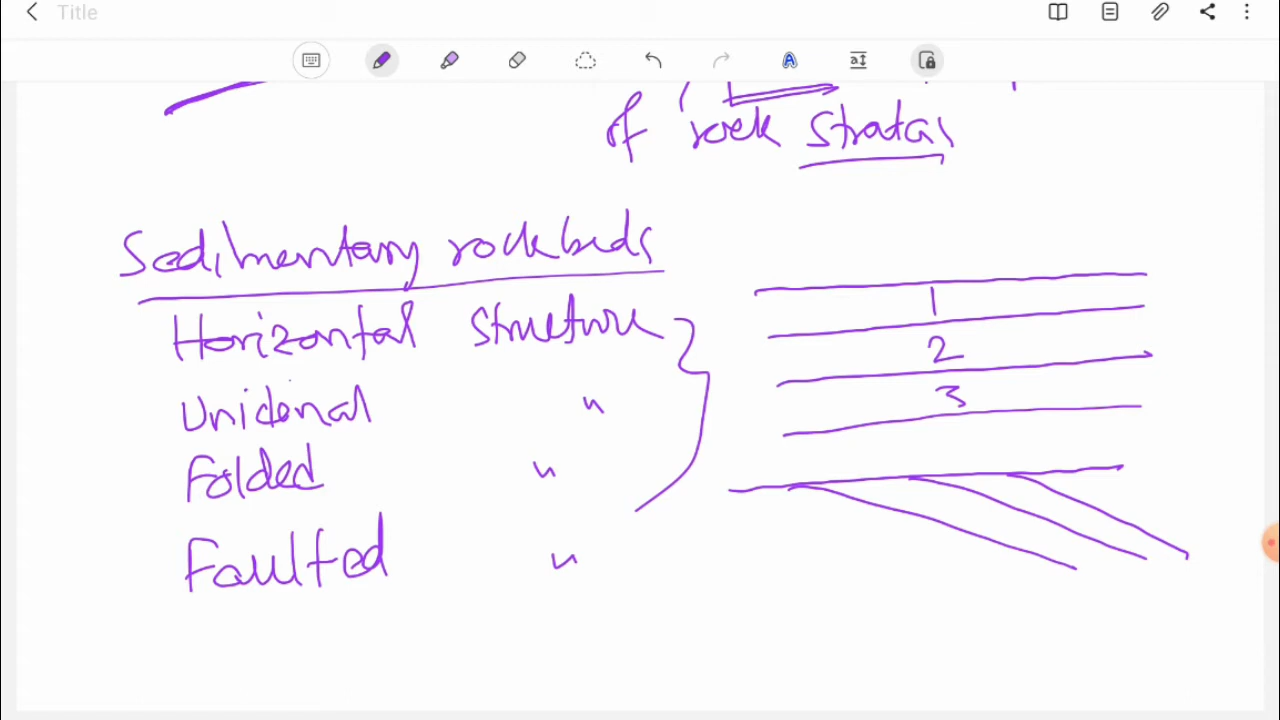 Title
of rock stratas
Sedimentary rockbeds
Horizontal structure
Uniclinal "
Folded "
Faulted "
1
2
3